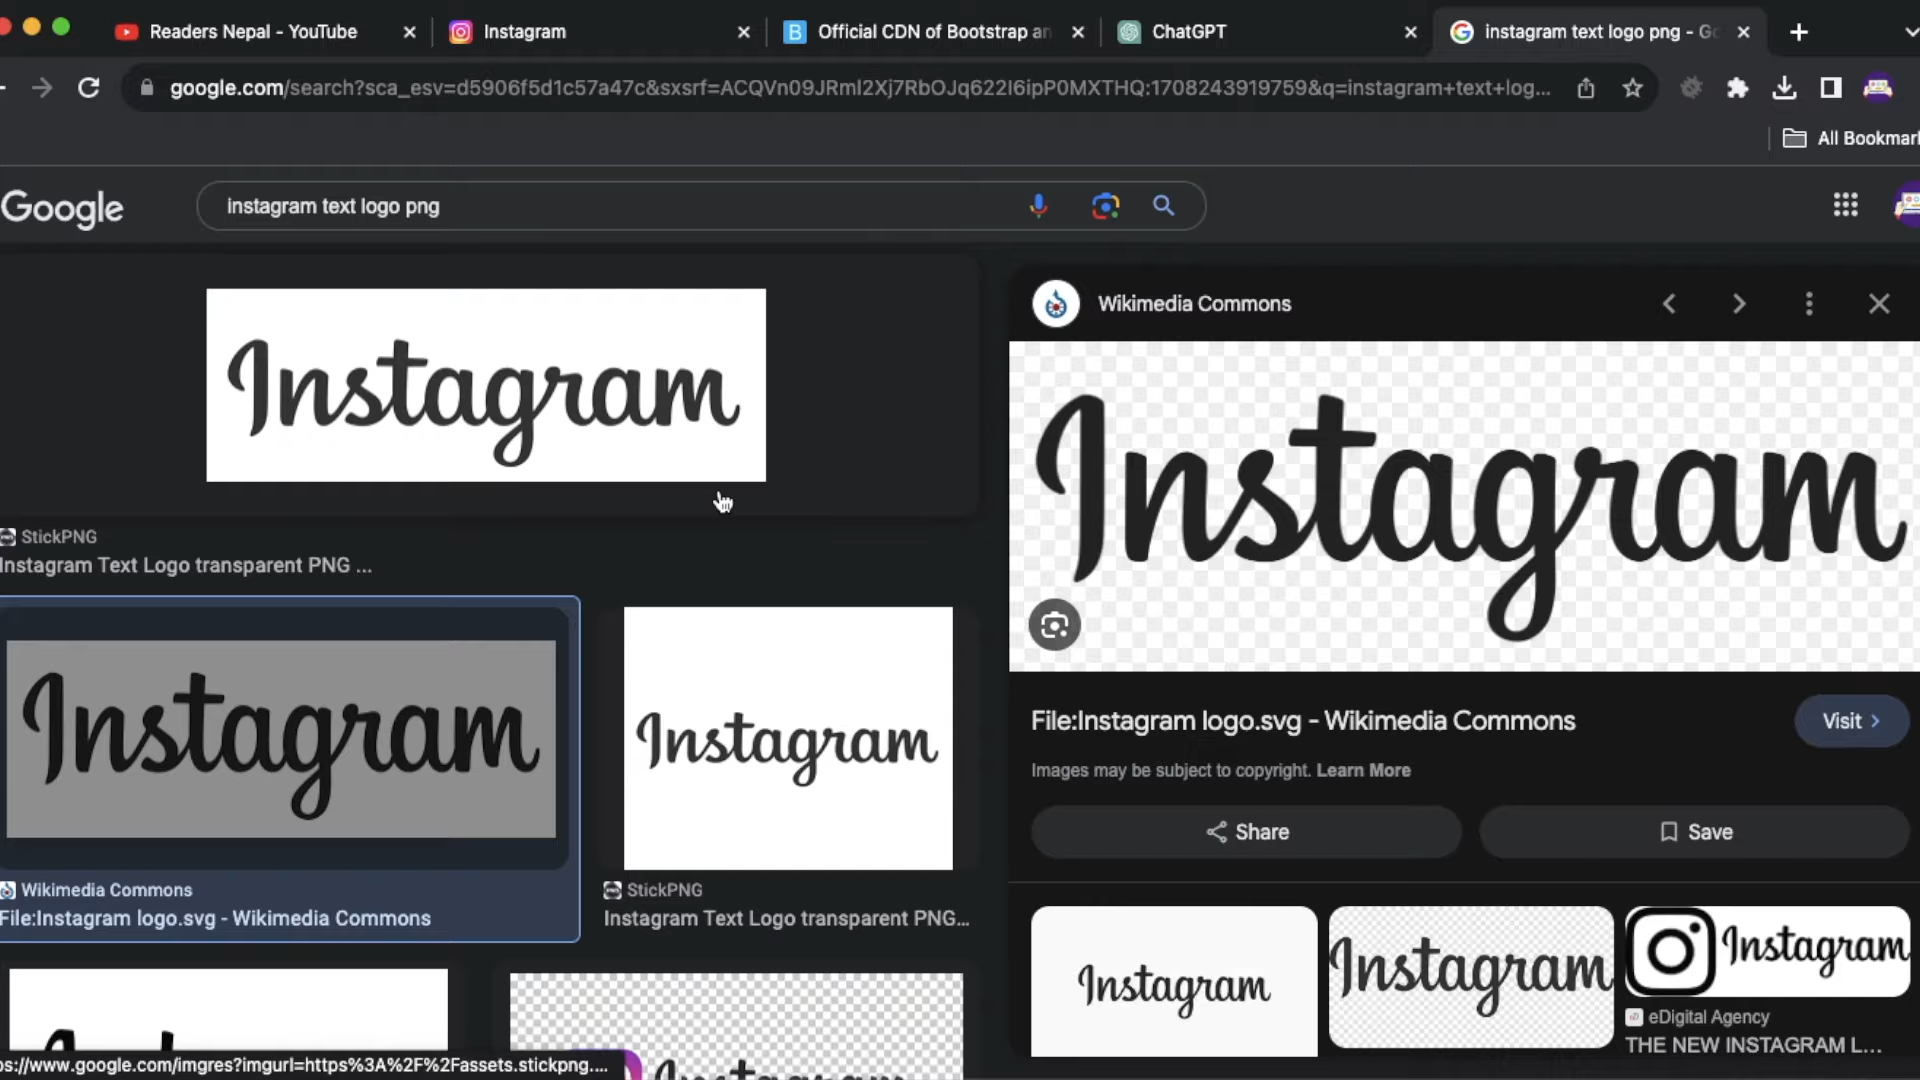 Readers Nepal - YouTube
Instagram
Official CDN of Bootstrap an
ChatGPT
instagram text logo png - Go
google.com/search?sca_esv=d5906f5d1c57a47c&sxsrf=ACQVn09JRml2Xj7RbOJq622I6ipP0MXTHQ:1708243919759&q=instagram+text+log...
All Bookmark
Google
instagram text logo png
Instagram
StickPNG
Instagram Text Logo transparent PNG ...
Instagram
Wikimedia Commons
File:Instagram logo.svg - Wikimedia Commons
Instagram
StickPNG
Instagram Text Logo transparent PNG...
ps://www.google.com/imgres?imgurl=https%3A%2F%2Fassets.stickpng....
Wikimedia Commons
Instagram
File:Instagram logo.svg - Wikimedia Commons
Visit
Images may be subject to copyright. Learn More
Share
Save
Instagram
Instagram
Instagram
eDigital Agency
THE NEW INSTAGRAM L...